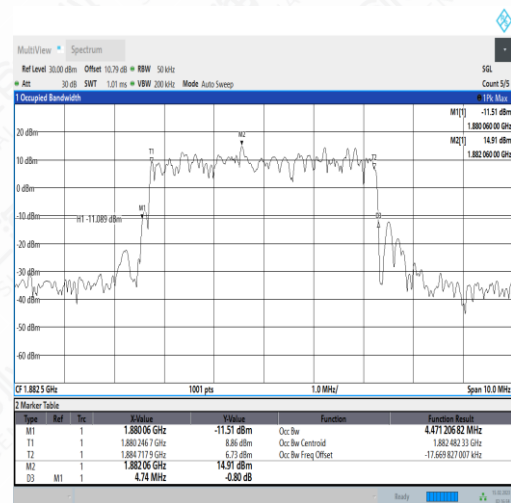 MultiView Spectrum
Ref Level 30.00 dBm Offset 10.79 dB RBW 50 kHz SGL
Att 30 dB SWT 1.01 ms VBW 200 kHz Mode Auto Sweep Count 5/5
1 Occupied Bandwidth 1Pk Max
M1[1] -11.51 dBm
1.880 060 00 GHz
M2[1] 14.91 dBm
1.882 060 00 GHz
20 dBm
M2
T1
10 dBm
0 dBm
M1
-10 dBm
H1 -11.089 dBm
D3
-20 dBm
-30 dBm
-40 dBm
-50 dBm
-60 dBm
CF 1.882 5 GHz 1001 pts 1.0 MHz/ Span 10.0 MHz
2 Marker Table
Type Ref Trc X-Value Y-Value Function Function Result
M1 1 1.880 06 GHz -11.51 dBm Occ Bw 4.471 206 82 MHz
T1 1 1.880 246 7 GHz 8.86 dBm Occ Bw Centroid 1.882 482 33 GHz
T2 1 1.884 717 9 GHz 6.73 dBm Occ Bw Freq Offset -17.669 827 007 kHz
M2 1 1.882 06 GHz 14.91 dBm
D3 M1 1 4.74 MHz -0.80 dB
Ready